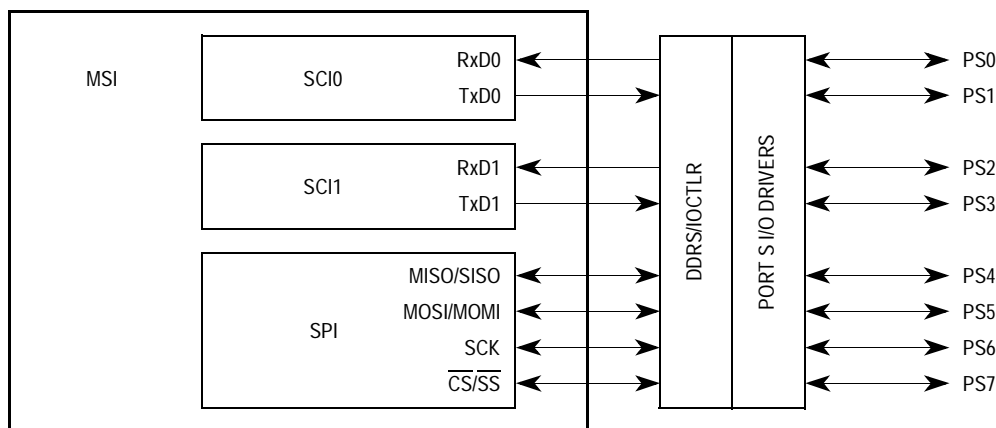 MSI
SCI0
RxD0
TxD0
SCI1
RxD1
TxD1
SPI
MISO/SISO
MOSI/MOMI
SCK
CS/SS
DDRS/IOCTLR
PORT S I/O DRIVERS
PS0
PS1
PS2
PS3
PS4
PS5
PS6
PS7